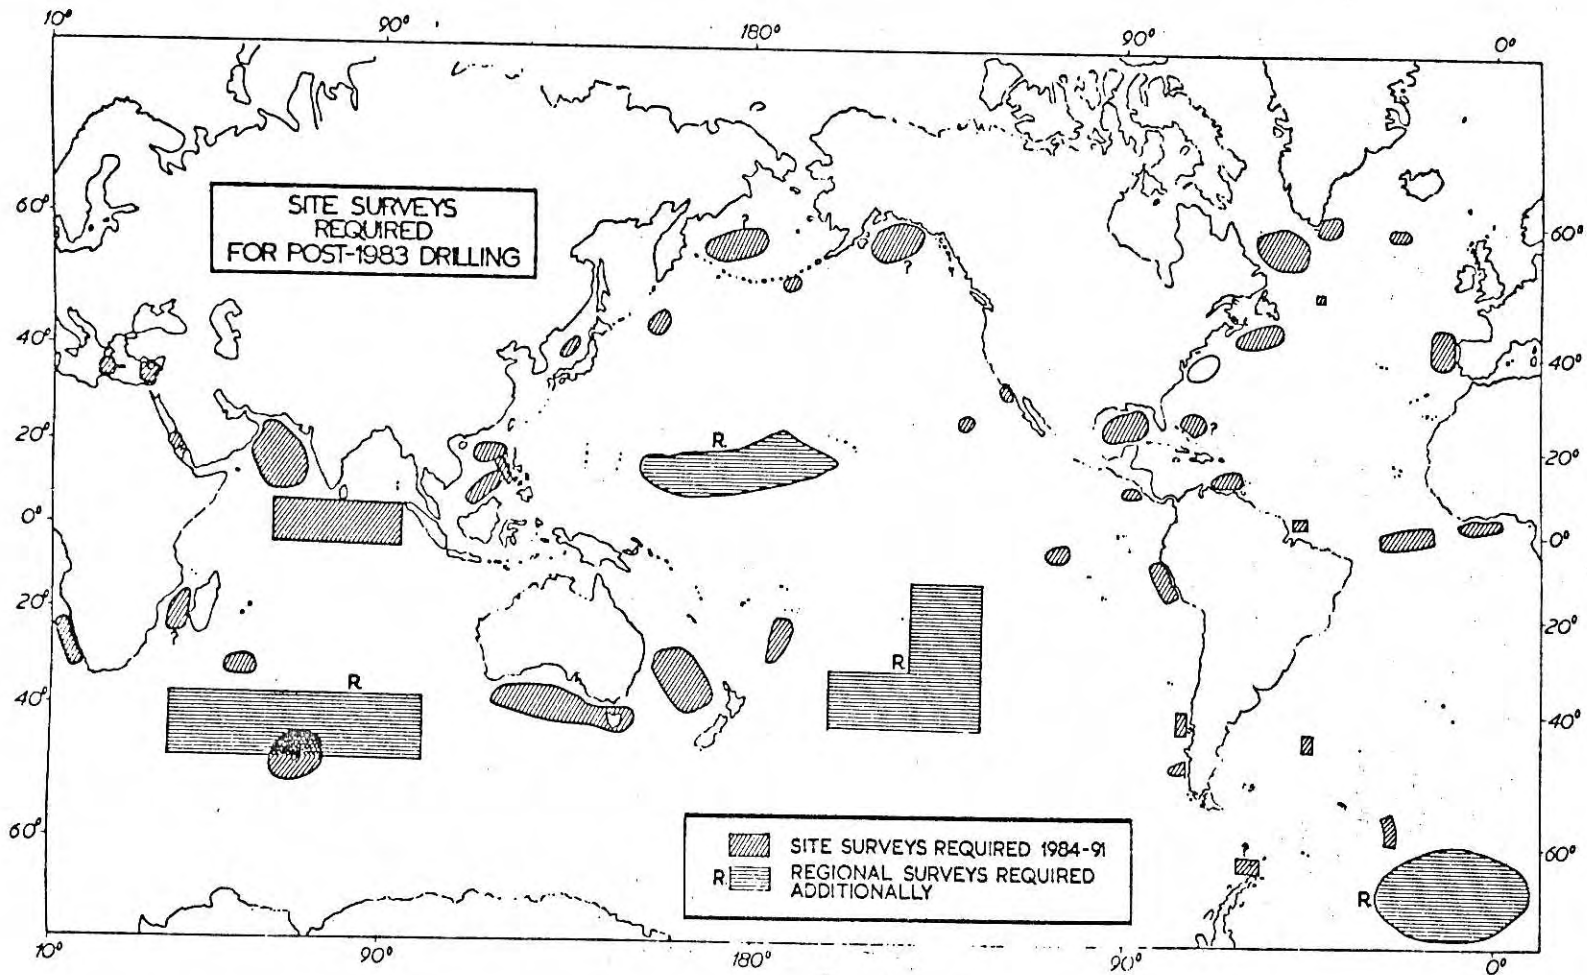 10° 90° 180° 90° 0°
SITE SURVEYS
REQUIRED
FOR POST-1983 DRILLING
60°
40°
20°
0°
20°
40°
60°
?
?
?
?
?
R.
R.
R.
R.
60°
40°
20°
0°
20°
40°
60°
SITE SURVEYS REQUIRED 1984-91
R. REGIONAL SURVEYS REQUIRED
ADDITIONALLY
10° 90° 180° 90° 0°